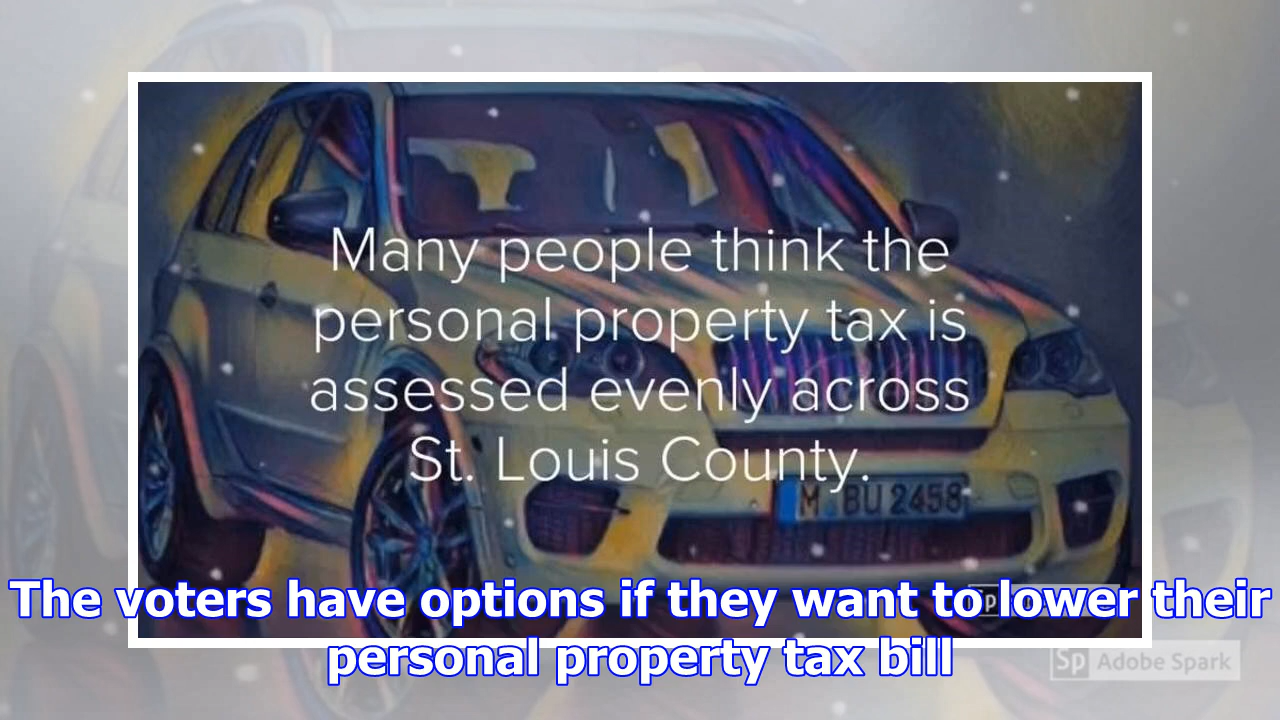 Many people think the
personal property tax is
assessed evenly across
St. Louis County.
M BU 2458
The voters have options if they want to lower their
personal property tax bill
Sp Adobe Spark